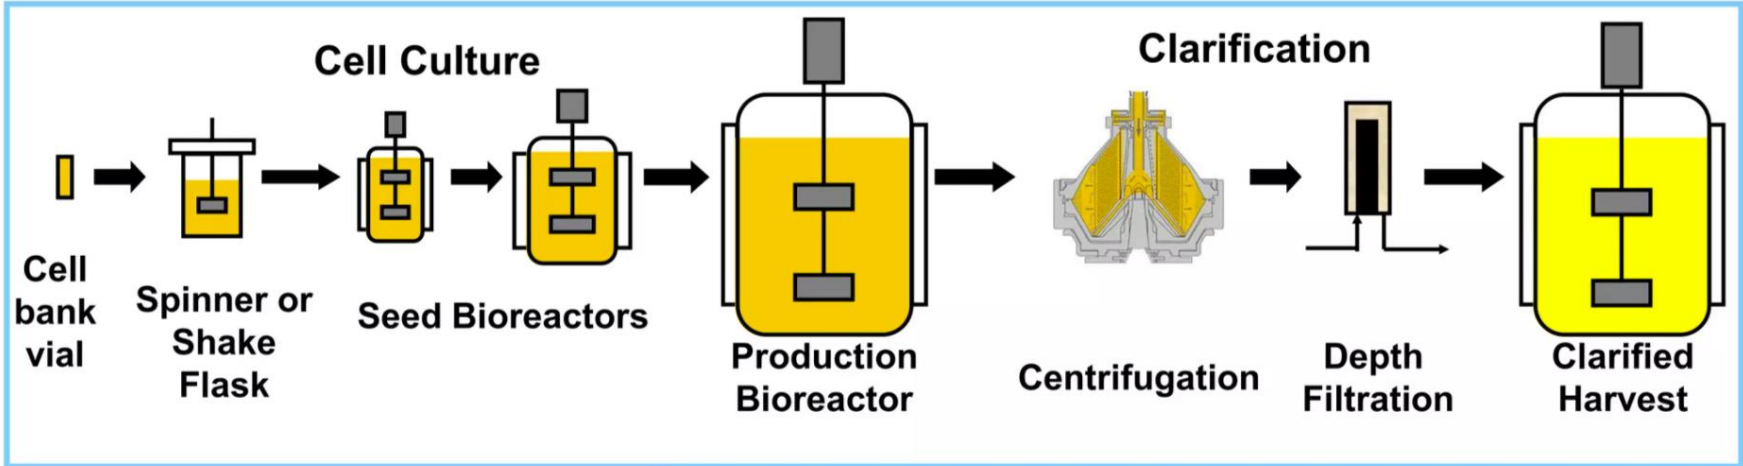 Cell Culture
Clarification
Cell
bank
vial
Spinner or
Shake
Flask
Seed Bioreactors
Production
Bioreactor
Centrifugation
Depth
Filtration
Clarified
Harvest